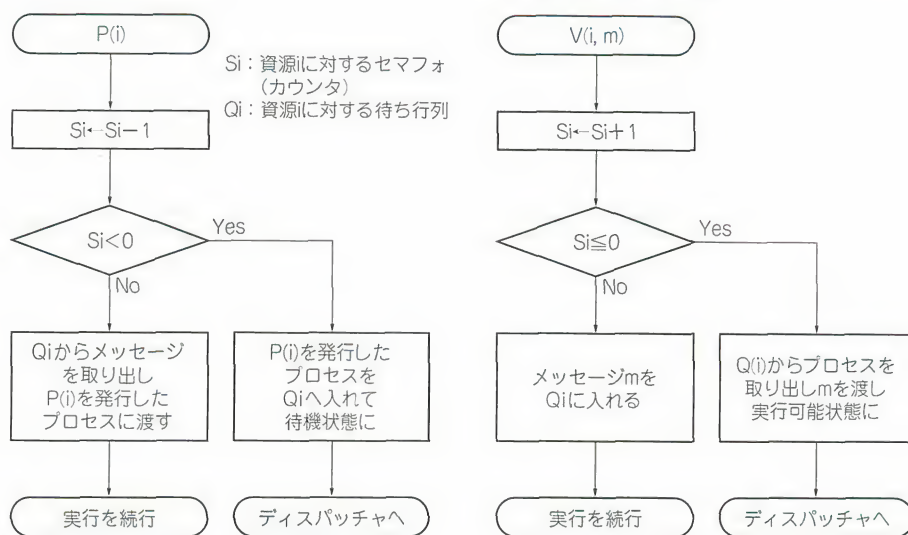 P(i)
Si：資源iに対するセマフォ
（カウンタ）
Qi：資源iに対する待ち行列
Si←Si－1
Si<0
Yes
No
Qiからメッセージ
を取り出し
P(i)を発行した
プロセスに渡す
P(i)を発行した
プロセスを
Qiへ入れて
待機状態に
実行を続行
ディスパッチャへ
V(i, m)
Si←Si＋1
Si≦0
Yes
No
メッセージmを
Qiに入れる
Q(i)からプロセスを
取り出しmを渡し
実行可能状態に
実行を続行
ディスパッチャへ